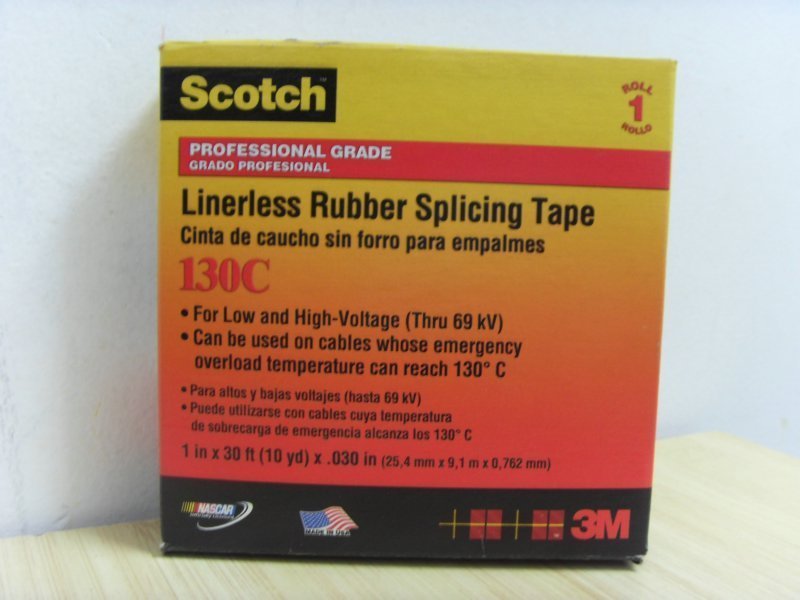 Scotch™
ROLL
1
ROLLO
PROFESSIONAL GRADE
GRADO PROFESIONAL
Linerless Rubber Splicing Tape
Cinta de caucho sin forro para empalmes
130C
• For Low and High-Voltage (Thru 69 kV)
• Can be used on cables whose emergency
overload temperature can reach 130° C
• Para altos y bajas voltajes (hasta 69 kV)
• Puede utilizarse con cables cuya temperatura
de sobrecarga de emergencia alcanza los 130° C
1 in x 30 ft (10 yd) x .030 in (25,4 mm x 9,1 m x 0,762 mm)
NASCAR
MADE IN USA
3M